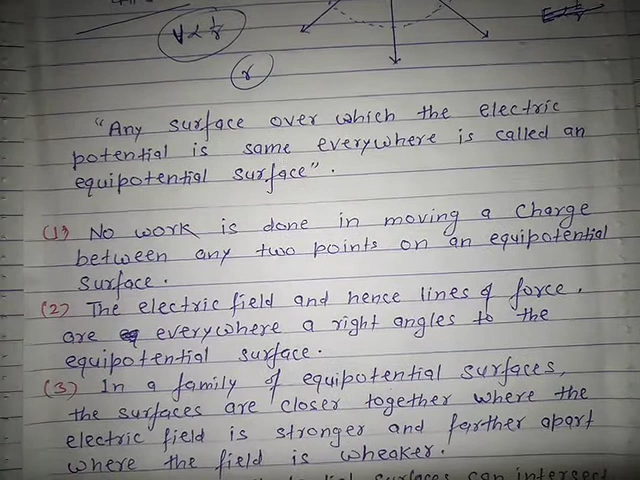 V ∝ 1/r
r
"Any surface over which the electric
potential is same everywhere is called an
equipotential surface".
(1) No work is done in moving a charge
between any two points on an equipotential
surface.
(2) The electric field and hence lines of force.
are everywhere a right angles to the
equipotential surface.
(3) In a family of equipotential surfaces,
the surfaces are closer together where the
electric field is stronger and farther apart
where the field is wheaker.
surfaces can intersect